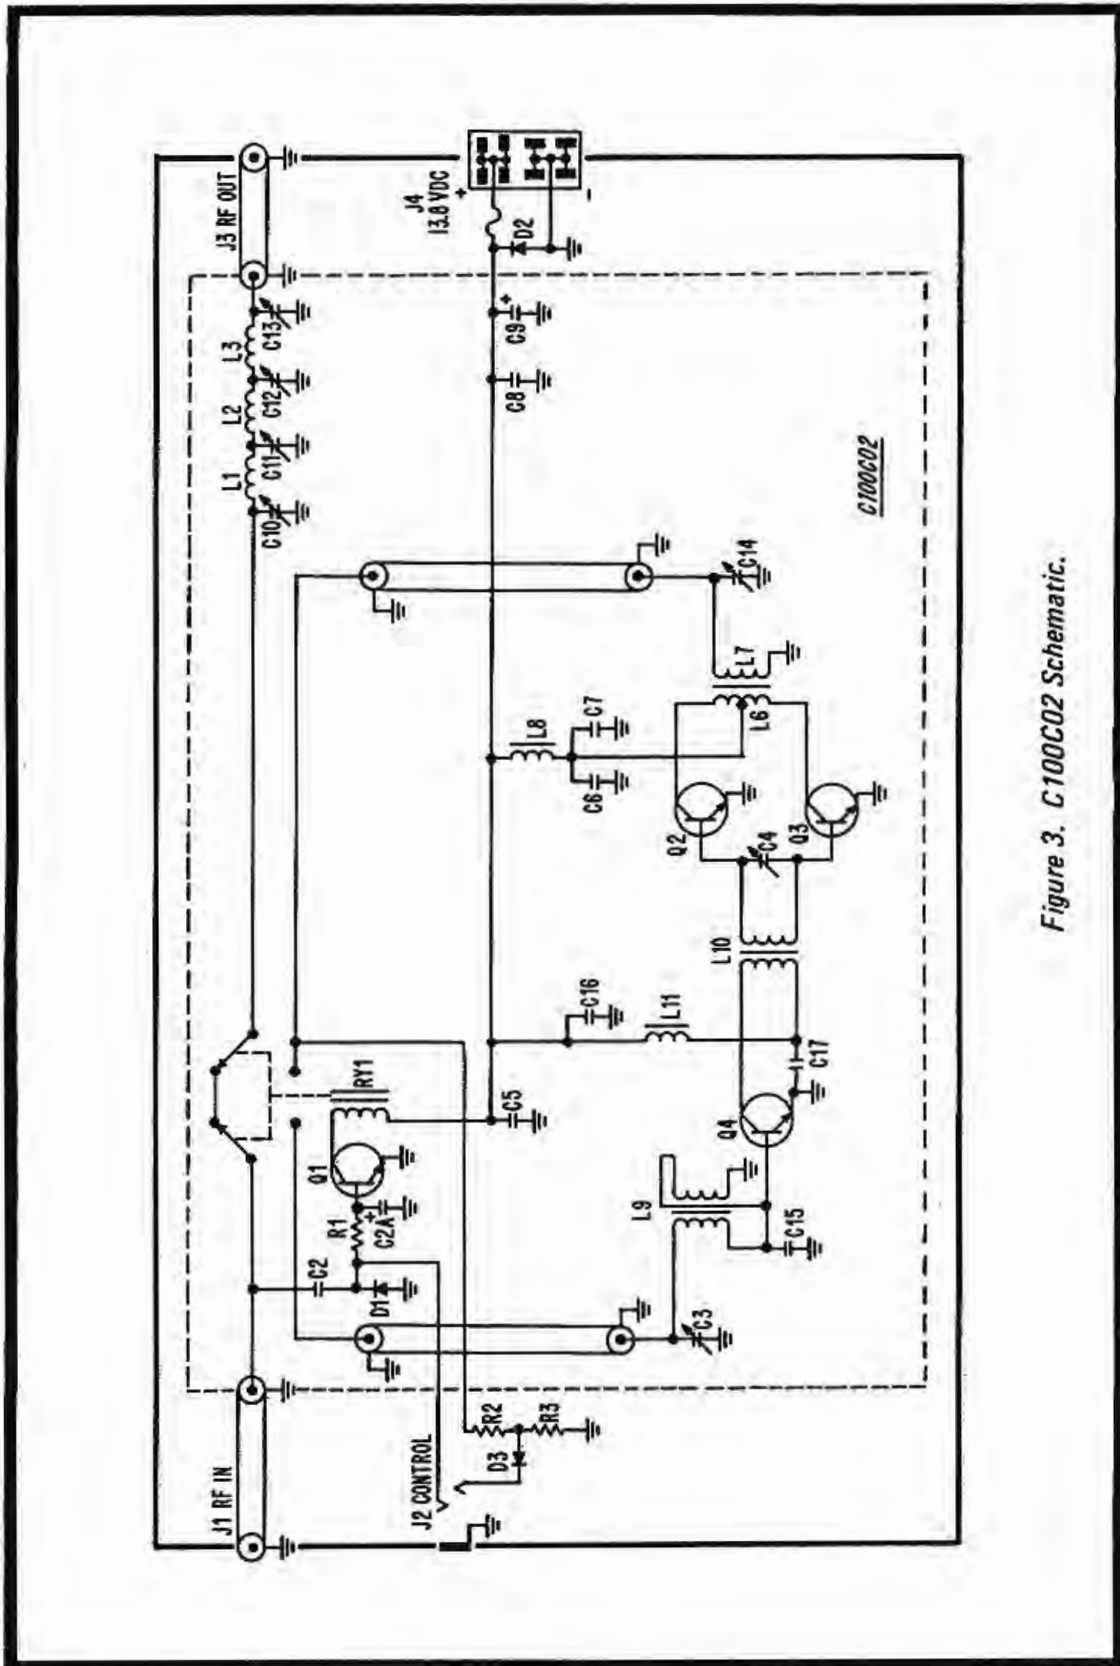 J1 RF IN
J3 RF OUT
L1
L2
L3
C10
C11
C12
C13
J4
13.8 VDC
+
-
D2
C9
+
C8
C2
D1
R1
+
C2A
Q1
RY1
C5
J2 CONTROL
R2
R3
D3
C3
L9
C15
Q4
C17
L11
C16
L10
C4
Q2
Q3
C6
C7
L8
L6
L7
C14
C100C02
Figure 3. C100C02 Schematic.